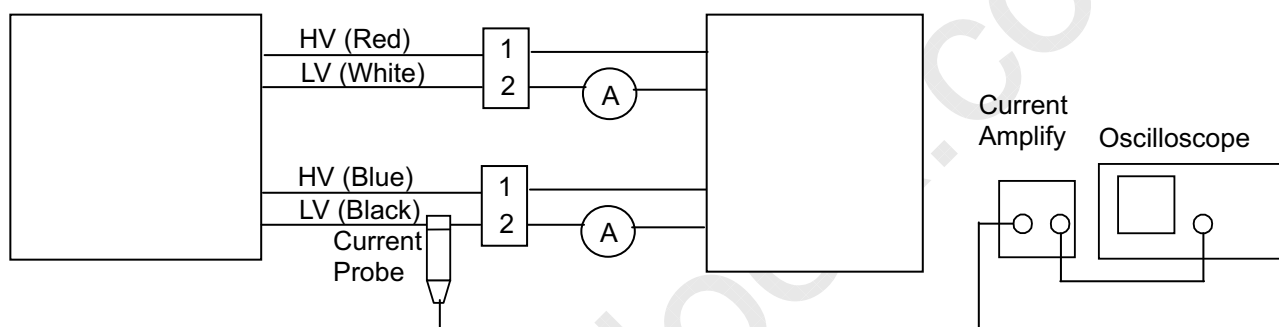 HV (Red)
LV (White)
1
2
A
HV (Blue)
LV (Black)
1
2
A
Current
Probe
Current
Amplify
Oscilloscope